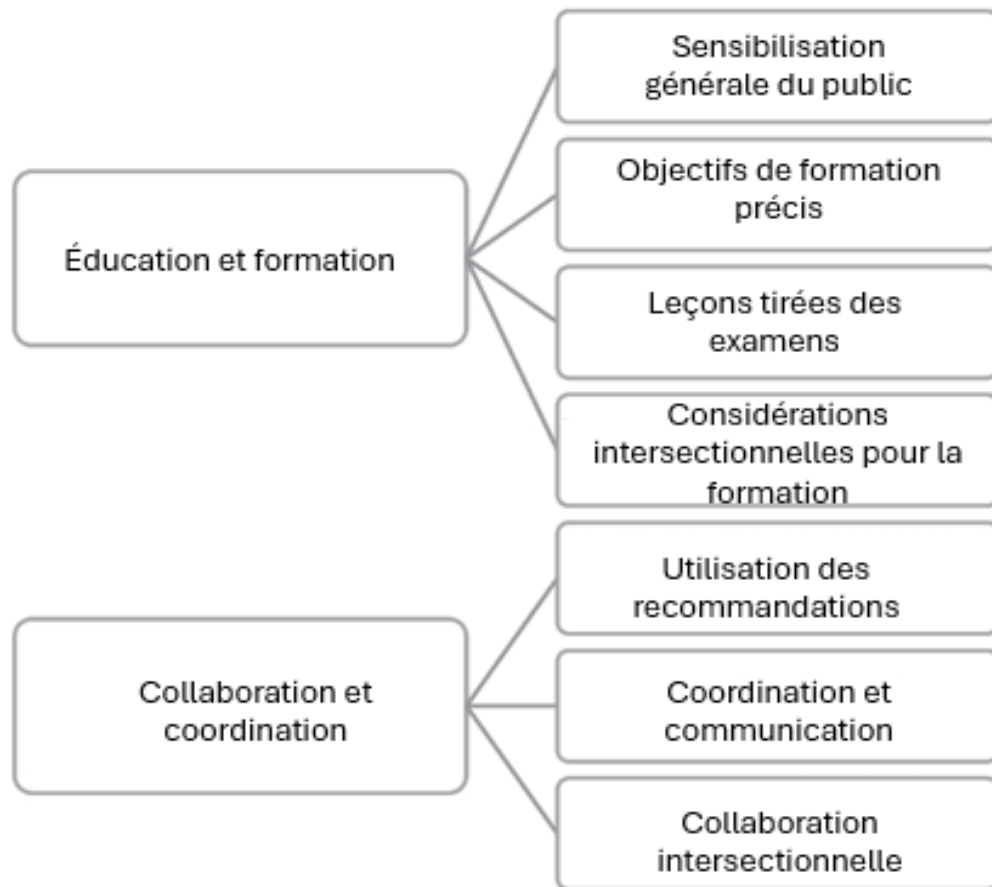 Éducation et formation
Sensibilisation
générale du public
Objectifs de formation
précis
Leçons tirées des
examens
Considérations
intersectionnelles pour la
formation
Collaboration et
coordination
Utilisation des
recommandations
Coordination et
communication
Collaboration
intersectionnelle